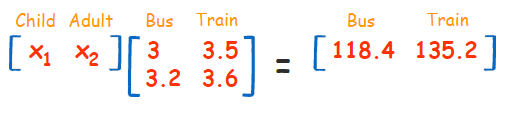 Child Adult Bus Train Bus Train
[ x₁ x₂ ] [ 3 3.5 = [ 118.4 135.2 ]
3.2 3.6 ]